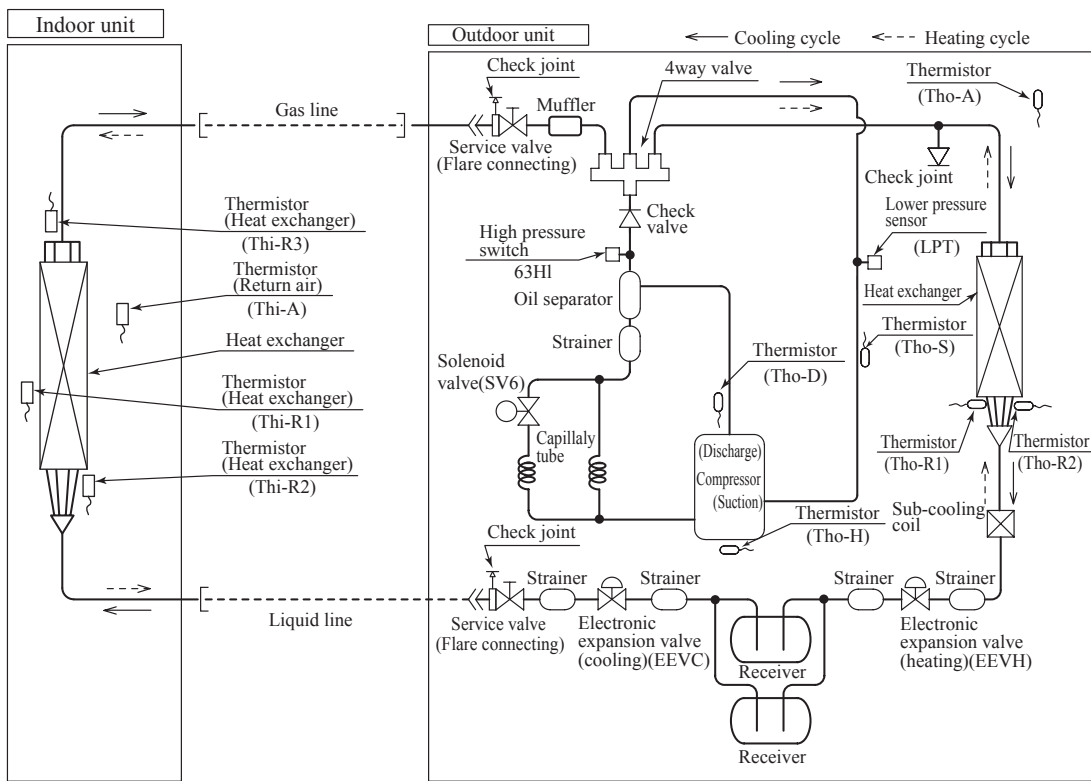 Indoor unit
Outdoor unit
Cooling cycle
Heating cycle
Check joint
4way valve
Thermistor
(Tho-A)
Gas line
Muffler
Service valve
(Flare connecting)
Check joint
Thermistor
(Heat exchanger)
(Thi-R3)
Check
valve
Lower pressure
sensor
(LPT)
High pressure
switch
63Hl
Thermistor
(Return air)
(Thi-A)
Oil separator
Heat exchanger
Heat exchanger
Strainer
Thermistor
(Tho-S)
Thermistor
(Tho-D)
Solenoid
valve(SV6)
Thermistor
(Heat exchanger)
(Thi-R1)
Capillaly
tube
(Discharge)
Compressor
(Suction)
Thermistor
(Tho-R1)
Thermistor
(Tho-R2)
Thermistor
(Heat exchanger)
(Thi-R2)
Thermistor
(Tho-H)
Sub-cooling
coil
Check joint
Strainer
Strainer
Strainer
Strainer
Liquid line
Service valve
(Flare connecting)
Electronic
expansion valve
(cooling)(EEVC)
Receiver
Electronic
expansion valve
(heating)(EEVH)
Receiver